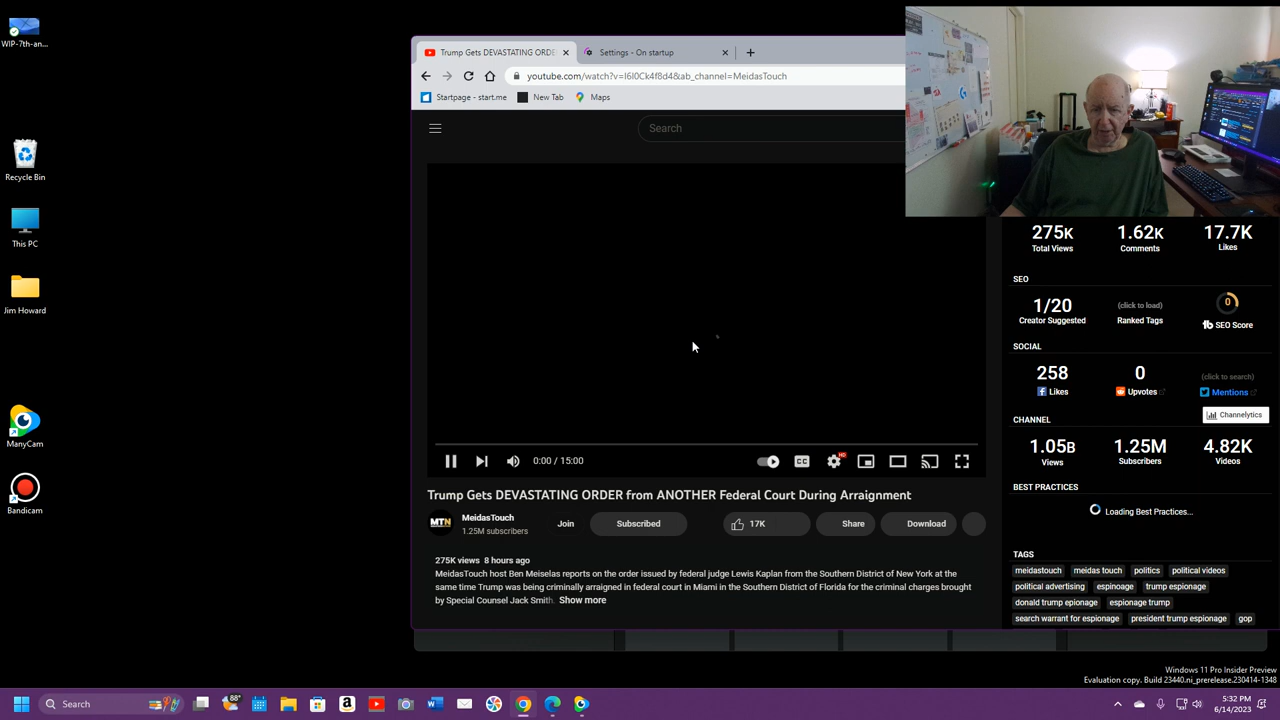 WIP-7th-an...
Recycle Bin
This PC
Jim Howard
ManyCam
Bandicam
Trump Gets DEVASTATING ORDE
Settings - On startup
youtube.com/watch?v=I6I0Ck4f8d4&ab_channel=MeidasTouch
Startpage - start.me
New Tab
Maps
Search
0:00 / 15:00
CC
HD
Trump Gets DEVASTATING ORDER from ANOTHER Federal Court During Arraignment
MTN
MeidasTouch
1.25M subscribers
Join
Subscribed
17K
Share
Download
275K views 8 hours ago
MeidasTouch host Ben Meiselas reports on the order issued by federal judge Lewis Kaplan from the Southern District of New York at the
same time Trump was being criminally arraigned in federal court in Miami in the Southern District of Florida for the criminal charges brought
by Special Counsel Jack Smith. Show more
275K 1.62K 17.7K
Total Views Comments Likes
SEO
1/20 (click to load) 0
Creator Suggested Ranked Tags tb SEO Score
SOCIAL
258 0 (click to search)
Likes Upvotes Mentions
Channelytics
CHANNEL
1.05B 1.25M 4.82K
Views Subscribers Videos
BEST PRACTICES
Loading Best Practices...
TAGS
meidastouch meidas touch politics political videos
political advertising espinoage trump espionage
donald trump epionage espionage trump
search warrant for espionage president trump espionage gop
Windows 11 Pro Insider Preview
Evaluation copy. Build 23440.ni_prerelease.230414-1348
Search
88°
5:32 PM
6/14/2023